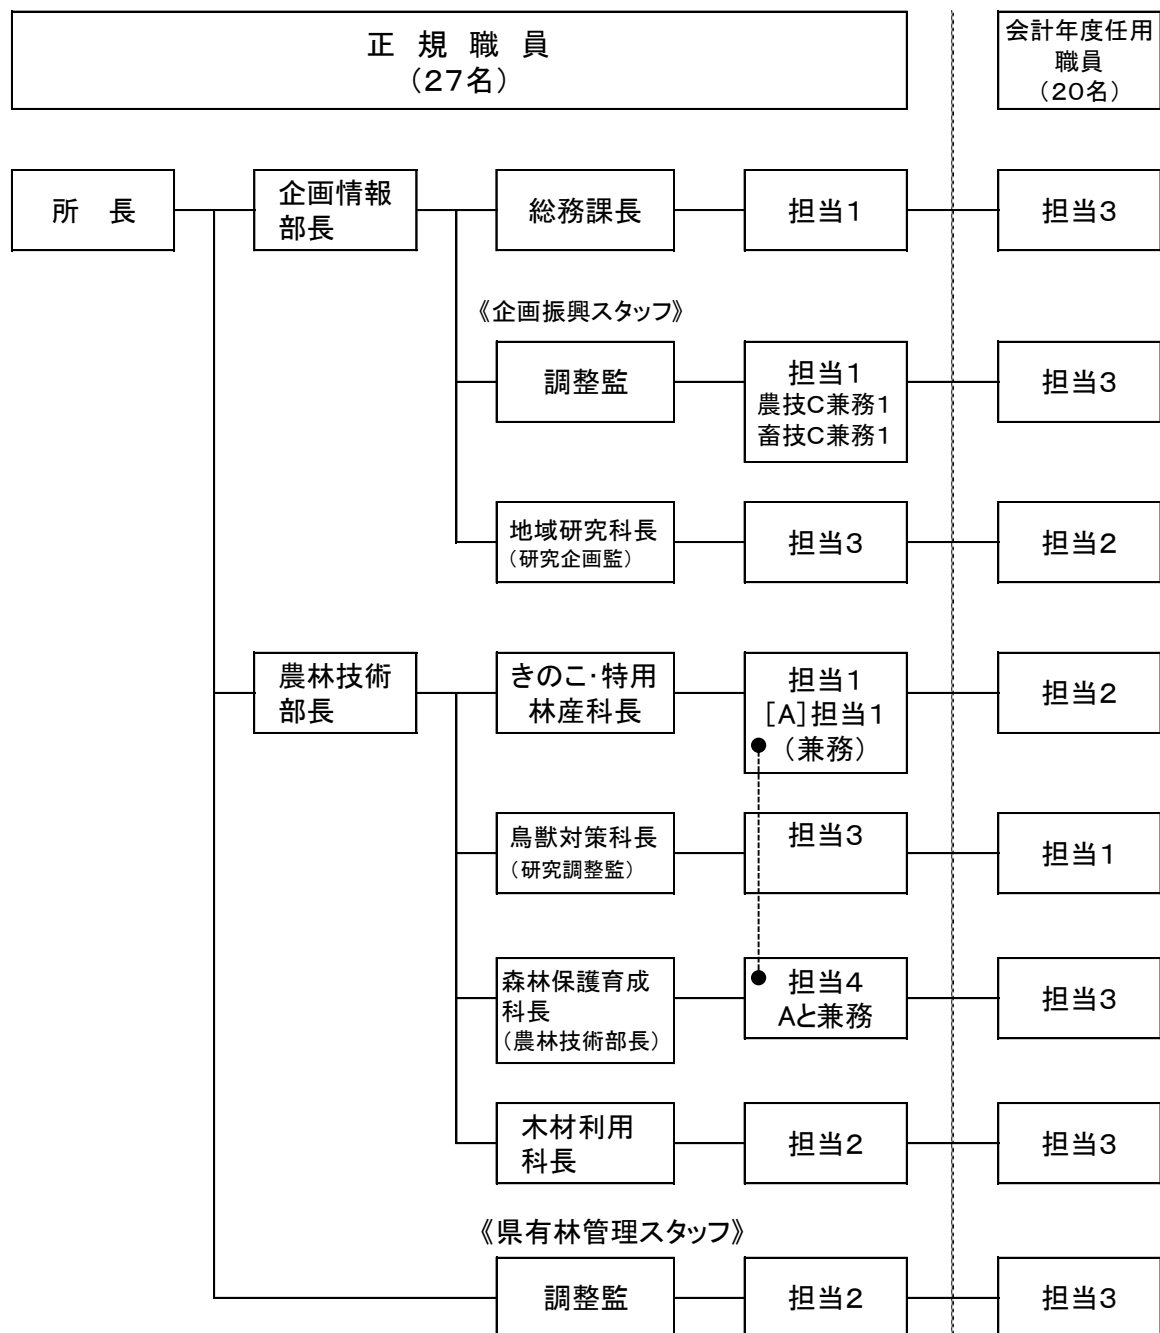 正 規 職 員
（27名）
会計年度任用
職員
（20名）
所 長
企画情報
部長
総務課長
担当1
担当3
《企画振興スタッフ》
調整監
担当1
農技C兼務1
畜技C兼務1
担当3
地域研究科長
（研究企画監）
担当3
担当2
農林技術
部長
きのこ・特用
林産科長
担当1
[A]担当1
（兼務）
担当2
鳥獣対策科長
（研究調整監）
担当3
担当1
森林保護育成
科長
（農林技術部長）
担当4
Aと兼務
担当3
木材利用
科長
担当2
担当3
《県有林管理スタッフ》
調整監
担当2
担当3